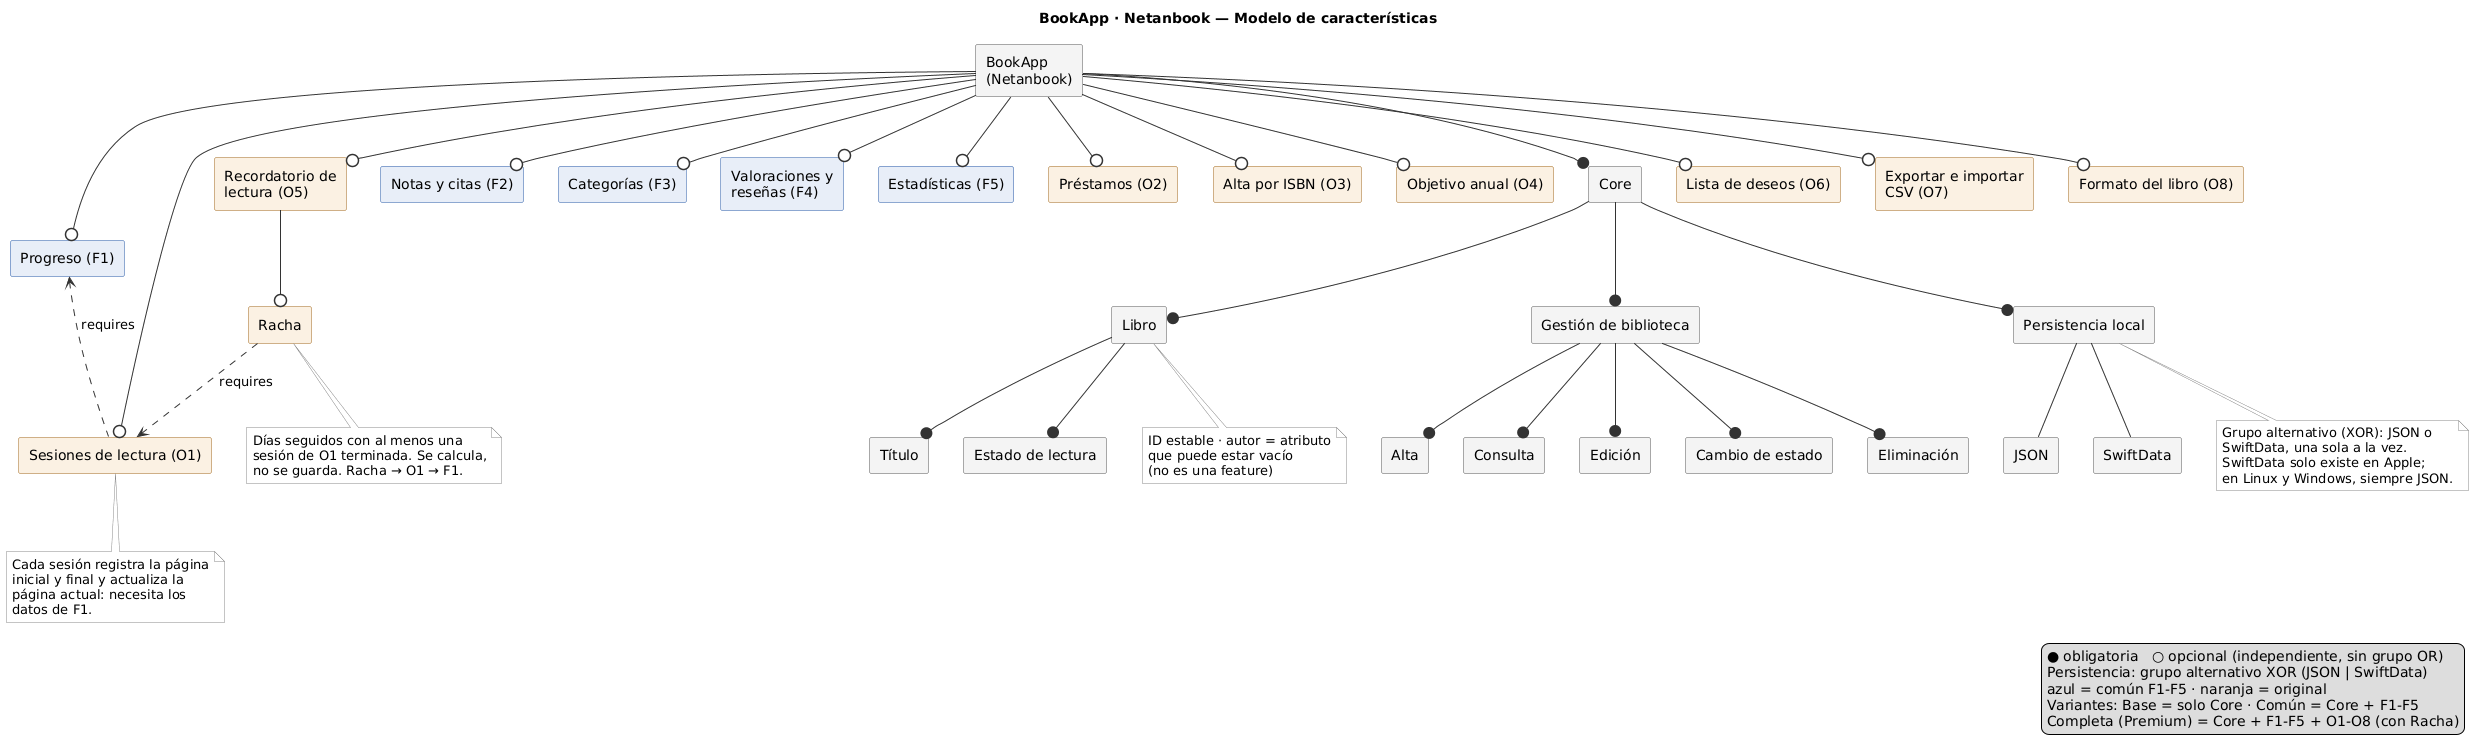 BookApp · Netanbook — Modelo de características
BookApp
(Netanbook)
Recordatorio de
lectura (O5)
Notas y citas (F2)
Categorías (F3)
Valoraciones y
reseñas (F4)
Estadísticas (F5)
Préstamos (O2)
Alta por ISBN (O3)
Objetivo anual (O4)
Core
Lista de deseos (O6)
Exportar e importar
CSV (O7)
Formato del libro (O8)
Progreso (F1)
requires
Racha
Libro
Gestión de biblioteca
Persistencia local
requires
Sesiones de lectura (O1)
Días seguidos con al menos una
sesión de O1 terminada. Se calcula,
no se guarda. Racha → O1 → F1.
Título
Estado de lectura
ID estable · autor = atributo
que puede estar vacío
(no es una feature)
Alta
Consulta
Edición
Cambio de estado
Eliminación
JSON
SwiftData
Grupo alternativo (XOR): JSON o
SwiftData, una sola a la vez.
SwiftData solo existe en Apple;
en Linux y Windows, siempre JSON.
Cada sesión registra la página
inicial y final y actualiza la
página actual: necesita los
datos de F1.
● obligatoria ○ opcional (independiente, sin grupo OR)
Persistencia: grupo alternativo XOR (JSON | SwiftData)
azul = común F1-F5 · naranja = original
Variantes: Base = solo Core · Común = Core + F1-F5
Completa (Premium) = Core + F1-F5 + O1-O8 (con Racha)